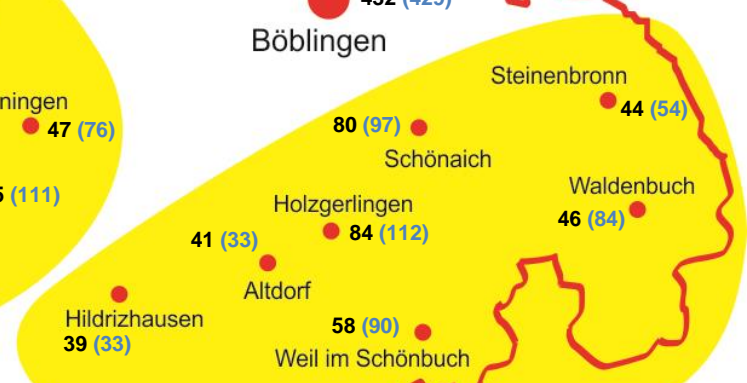 Böblingen
Steinenbronn
44 (54)
ningen
47 (76)
80 (97)
Schönaich
(111)
Waldenbuch
46 (84)
Holzgerlingen
84 (112)
41 (33)
Altdorf
Hildrizhausen
39 (33)
58 (90)
Weil im Schönbuch